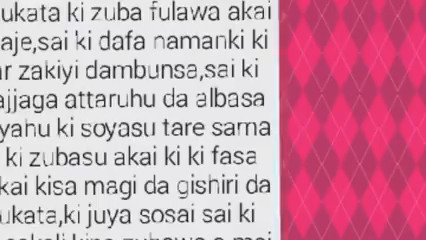 ukata ki zuba fulawa akai
aje,sai ki dafa namanki ki
zakiyi dambunsa,sai ki
ajjaga attaruhu da albasa
yahu ki soyasu tare sama
ki zubasu akai ki ki fasa
kai kisa magi da gishiri da
ukata,ki juya sosai sai ki